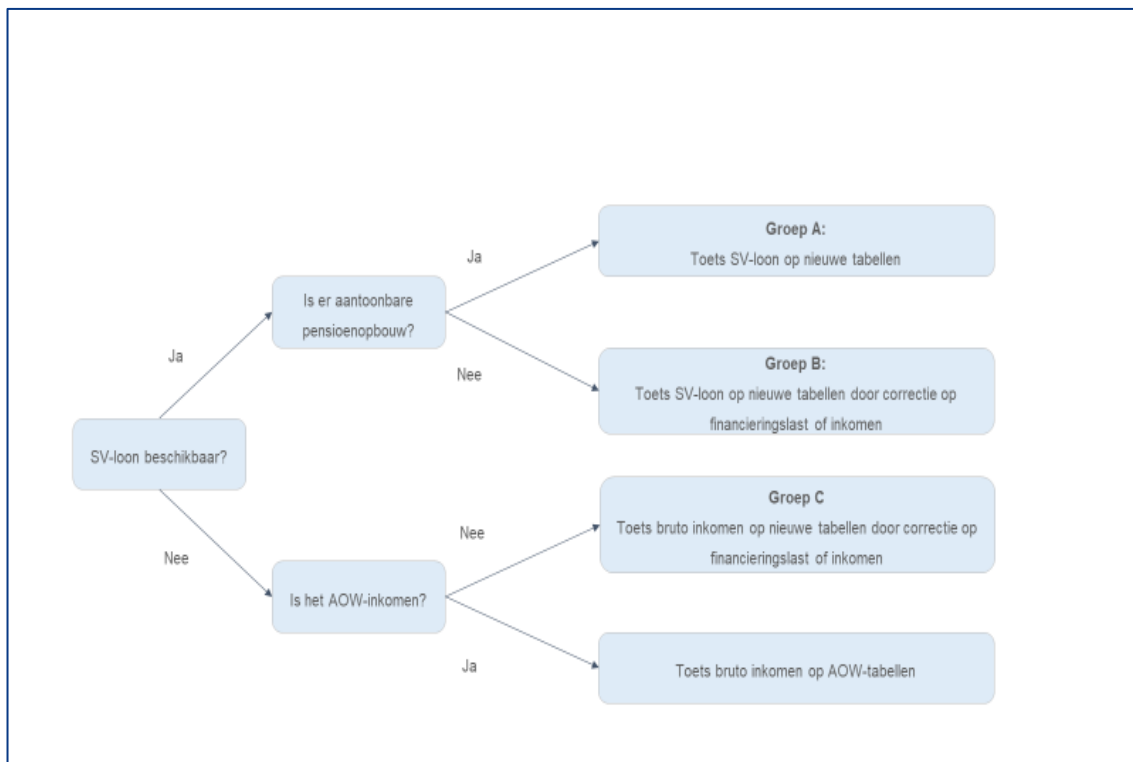 Groep A:
Toets SV-loon op nieuwe tabellen
Ja
Is er aantoonbare
pensioenopbouw?
Ja
Nee
Groep B:
Toets SV-loon op nieuwe tabellen door correctie op
financieringslast of inkomen
SV-loon beschikbaar?
Groep C
Toets bruto inkomen op nieuwe tabellen door correctie op
financieringslast of inkomen
Nee
Nee
Is het AOW-inkomen?
Ja
Toets bruto inkomen op AOW-tabellen